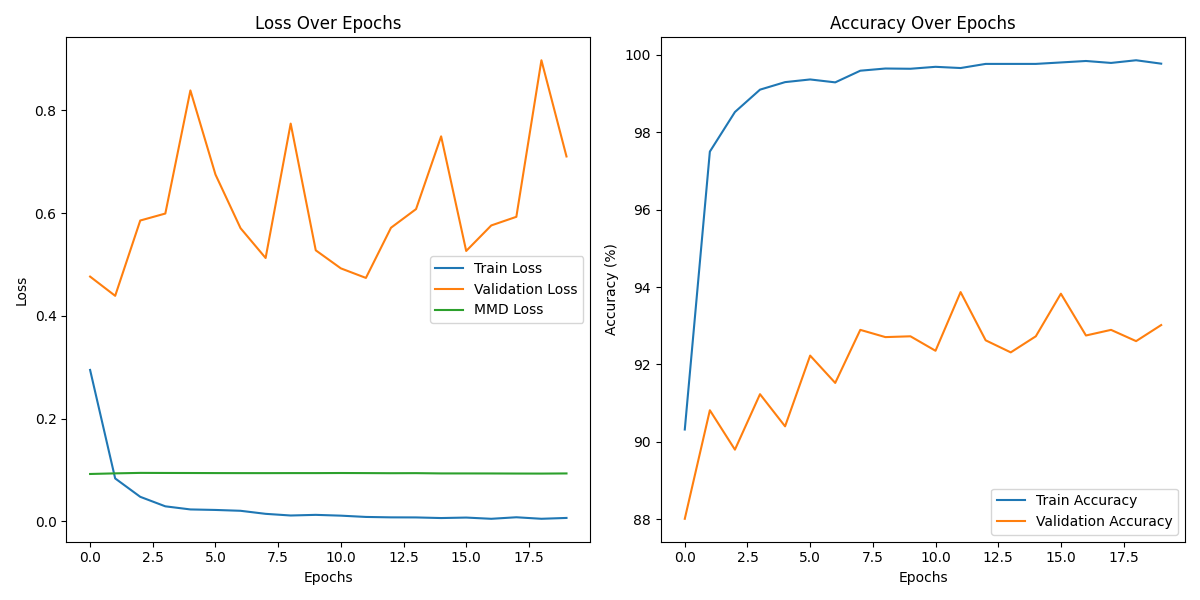 Loss Over Epochs
Loss
0.8
0.6
0.4
0.2
0.0
Train Loss
Validation Loss
MMD Loss
0.0 2.5 5.0 7.5 10.0 12.5 15.0 17.5
Epochs
Accuracy Over Epochs
Accuracy (%)
100
98
96
94
92
90
88
Train Accuracy
Validation Accuracy
0.0 2.5 5.0 7.5 10.0 12.5 15.0 17.5
Epochs